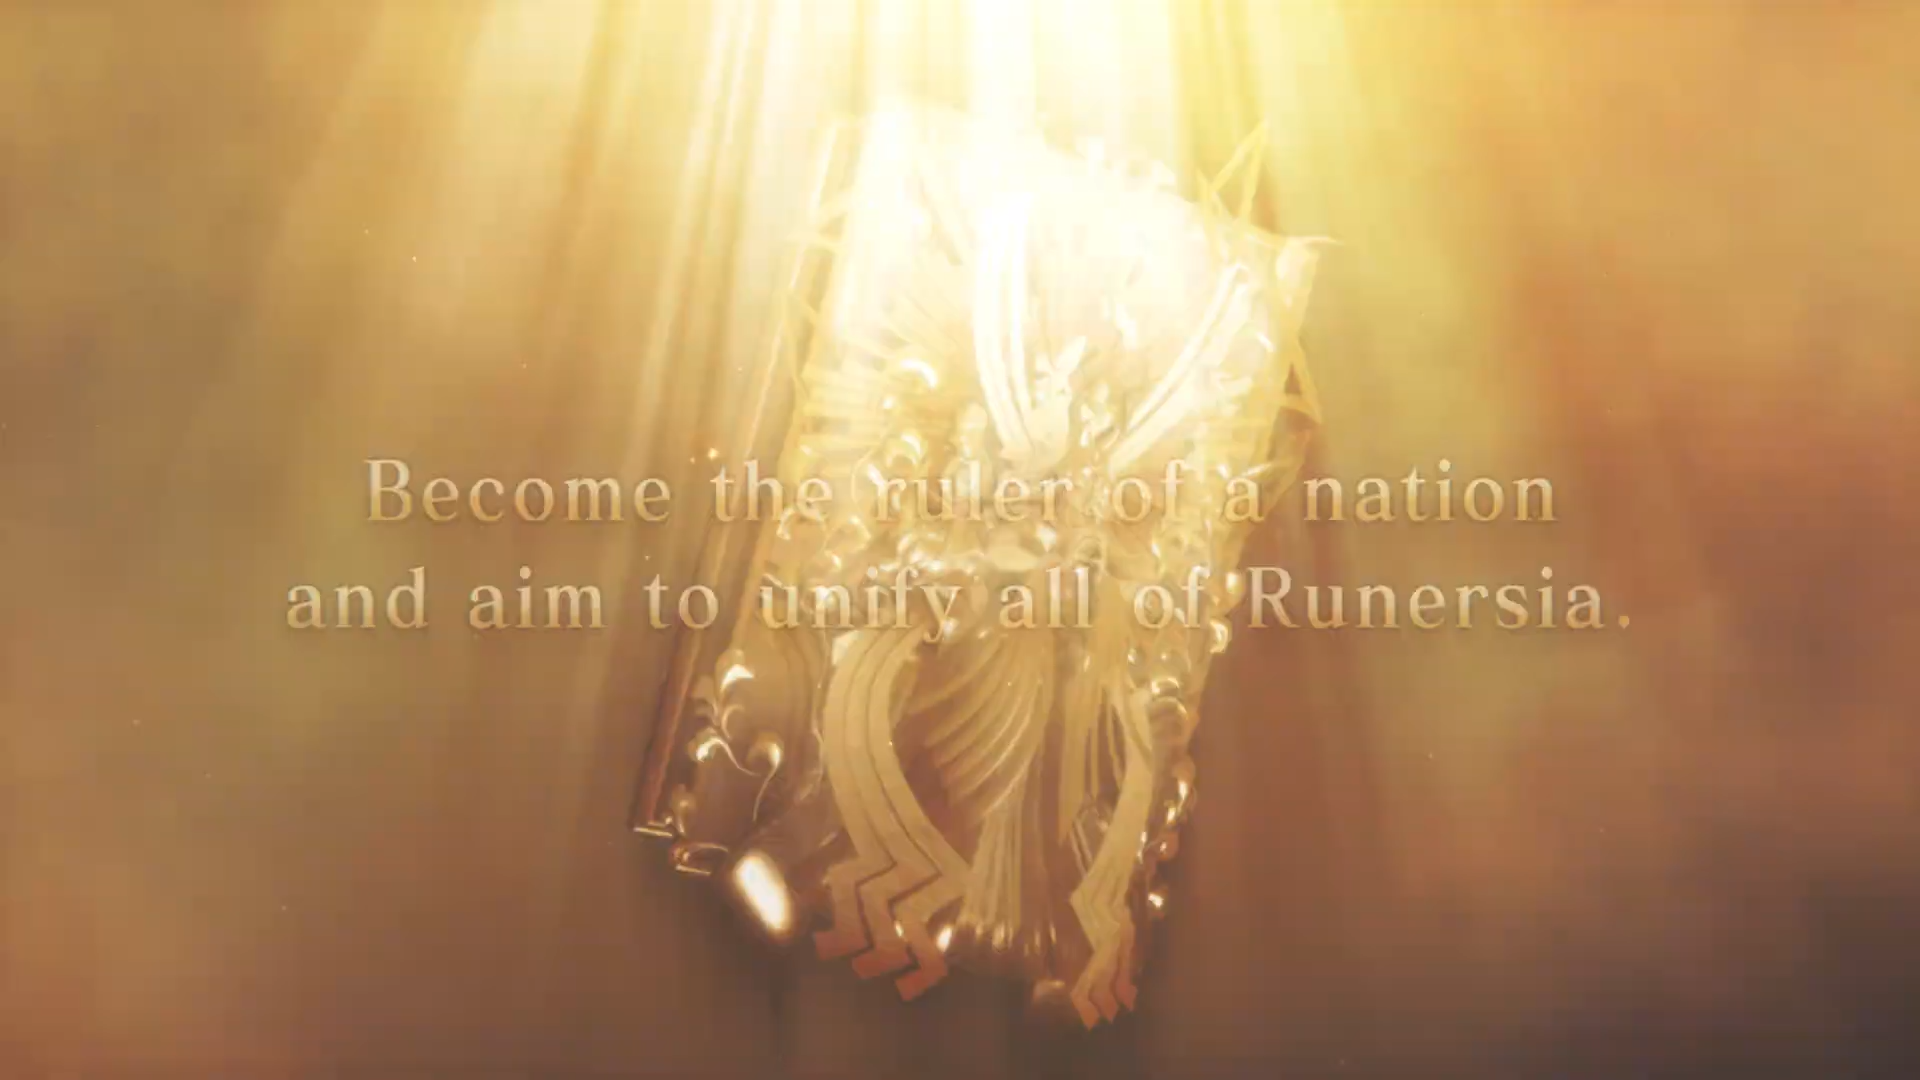 Become the ruler of a nation
and aim to unify all of Runersia.